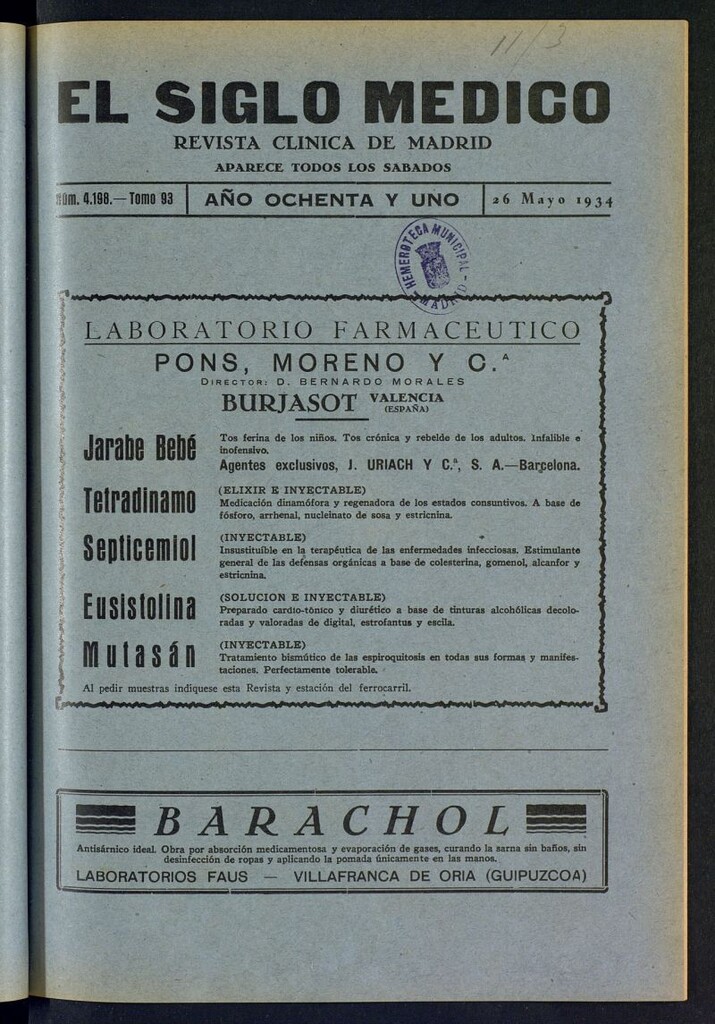 11/3
EL SIGLO MEDICO
REVISTA CLINICA DE MADRID
APARECE TODOS LOS SABADOS
Núm. 4.198.—Tomo 93
AÑO OCHENTA Y UNO
26 Mayo 1934
HEMEROTECA MUNICIPAL
- MADRID -
LABORATORIO FARMACEUTICO
PONS, MORENO Y C.ᴬ
DIRECTOR: D. BERNARDO MORALES
BURJASOT VALENCIA
(ESPAÑA)
Jarabe Bebé
Tos ferina de los niños. Tos crónica y rebelde de los adultos. Infalible e
inofensivo.
Agentes exclusivos, J. URIACH Y C.ª, S. A.—Barcelona.
Tetradinamo
(ELIXIR E INYECTABLE)
Medicación dinamófora y regenadora de los estados consuntivos. A base de
fósforo, arrhenal, nucleinato de sosa y estricnina.
Septicemiol
(INYECTABLE)
Insustituíble en la terapéutica de las enfermedades infecciosas. Estimulante
general de las defensas orgánicas a base de colesterina, gomenol, alcanfor y
estricnina.
Eusistolina
(SOLUCION E INYECTABLE)
Preparado cardio-tónico y diurético a base de tinturas alcohólicas decolo-
radas y valoradas de digital, estrofantus y escila.
Mutasán
(INYECTABLE)
Tratamiento bismútico de las espiroquitosis en todas sus formas y manifes-
taciones. Perfectamente tolerable.
Al pedir muestras indíquese esta Revista y estación del ferrocarril.
BARACHOL
Antisárnico ideal. Obra por absorción medicamentosa y evaporación de gases, curando la sarna sin baños, sin
desinfección de ropas y aplicando la pomada únicamente en las manos.
LABORATORIOS FAUS — VILLAFRANCA DE ORIA (GUIPUZCOA)